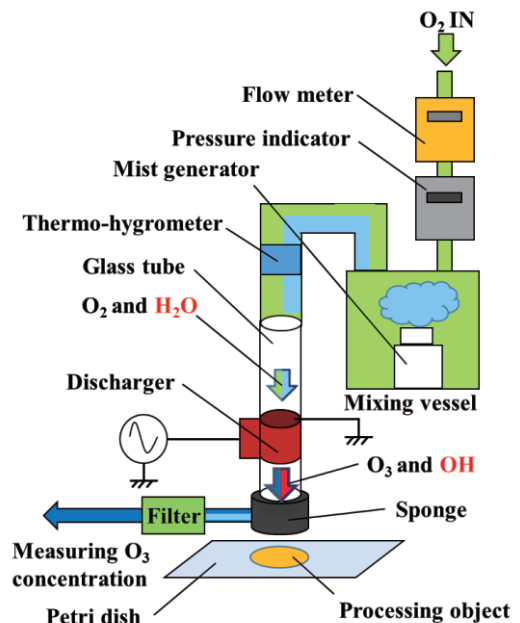 O₂ IN
Flow meter
Pressure indicator
Mist generator
Thermo-hygrometer
Glass tube
O₂ and H₂O
Discharger
Mixing vessel
O₃ and OH
Filter
Sponge
Measuring O₃
concentration
Petri dish
Processing object